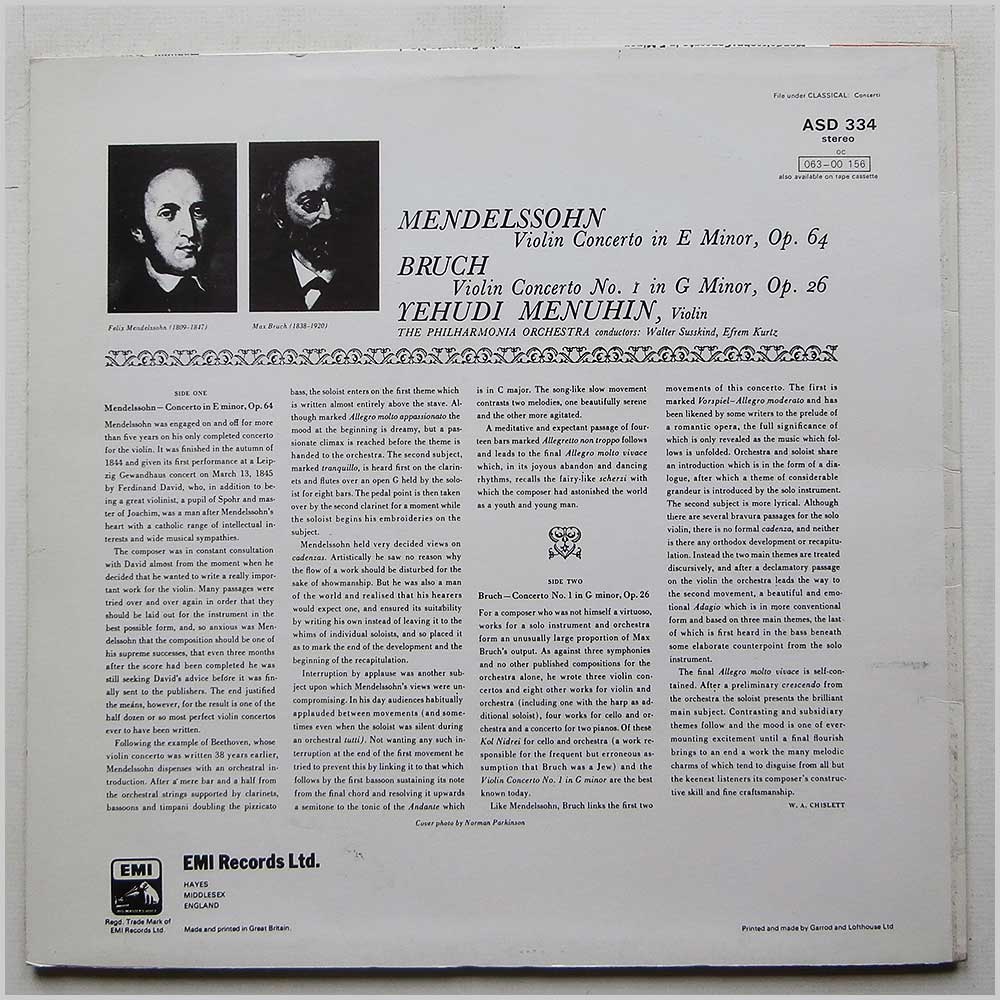 File under CLASSICAL: Concerti
ASD 334
stereo
OC
063-00 156
also available on tape cassette
MENDELSSOHN
Violin Concerto in E Minor, Op. 64
BRUCH
Violin Concerto No. 1 in G Minor, Op. 26
YEHUDI MENUHIN, Violin
THE PHILHARMONIA ORCHESTRA conductors: Walter Susskind, Efrem Kurtz
Felix Mendelssohn (1809-1847)
Max Bruch (1838-1920)
SIDE ONE
Mendelssohn—Concerto in E minor, Op. 64
Mendelssohn was engaged on and off for more
than five years on his only completed concerto
for the violin. It was finished in the autumn of
1844 and given its first performance at a Leip-
zig Gewandhaus concert on March 13, 1845
by Ferdinand David, who, in addition to be-
ing a great violinist, a pupil of Spohr and mas-
ter of Joachim, was a man after Mendelssohn's
heart with a catholic range of intellectual in-
terests and wide musical sympathies.
The composer was in constant consultation
with David almost from the moment when he
decided that he wanted to write a really impor-
tant work for the violin. Many passages were
tried over and over again in order that they
should be laid out for the instrument in the
best possible form, and, so anxious was Men-
delssohn that the composition should be one of
his supreme successes, that even three months
after the score had been completed he was
still seeking David's advice before it was fin-
ally sent to the publishers. The end justified
the means, however, for the result is one of the
half dozen or so most perfect violin concertos
ever to have been written.
Following the example of Beethoven, whose
violin concerto was written 38 years earlier,
Mendelssohn dispenses with an orchestral in-
troduction. After a mere bar and a half from
the orchestral strings supported by clarinets,
bassoons and timpani doubling the pizzicato
bass, the soloist enters on the first theme which
is written almost entirely above the stave. Al-
though marked Allegro molto appassionato the
mood at the beginning is dreamy, but a pas-
sionate climax is reached before the theme is
handed to the orchestra. The second subject,
marked tranquillo, is heard first on the clarin-
ets and flutes over an open G held by the solo-
ist for eight bars. The pedal point is then taken
over by the second clarinet for a moment while
the soloist begins his embroideries on the
subject.
Mendelssohn held very decided views on
cadenzas. Artistically he saw no reason why
the flow of a work should be disturbed for the
sake of showmanship. But he was also a man
of the world and realised that his hearers
would expect one, and ensured its suitability
by writing his own instead of leaving it to the
whims of individual soloists, and so placed it
as to mark the end of the development and the
beginning of the recapitulation.
Interruption by applause was another sub-
ject upon which Mendelssohn's views were un-
compromising. In his day audiences habitually
applauded between movements (and some-
times even when the soloist was silent during
an orchestral tutti). Not wanting any such in-
terruption at the end of the first movement he
tried to prevent this by linking it to that which
follows by the first bassoon sustaining its note
from the final chord and resolving it upwards
a semitone to the tonic of the Andante which
is in C major. The song-like slow movement
contrasts two melodies, one beautifully serene
and the other more agitated.
A meditative and expectant passage of four-
teen bars marked Allegretto non troppo follows
and leads to the final Allegro molto vivace
which, in its joyous abandon and dancing
rhythms, recalls the fairy-like scherzi with
which the composer had astonished the world
as a youth and young man.
SIDE TWO
Bruch—Concerto No. 1 in G minor, Op. 26
For a composer who was not himself a virtuoso,
works for a solo instrument and orchestra
form an unusually large proportion of Max
Bruch's output. As against three symphonies
and no other published compositions for the
orchestra alone, he wrote three violin con-
certos and eight other works for violin and
orchestra (including one with the harp as ad-
ditional soloist), four works for cello and or-
chestra and a concerto for two pianos. Of these
Kol Nidrei for cello and orchestra (a work re-
sponsible for the frequent but erroneous as-
sumption that Bruch was a Jew) and the
Violin Concerto No. 1 in G minor are the best
known today.
Like Mendelssohn, Bruch links the first two
movements of this concerto. The first is
marked Vorspiel-Allegro moderato and has
been likened by some writers to the prelude of
a romantic opera, the full significance of
which is only revealed as the music which fol-
lows is unfolded. Orchestra and soloist share
an introduction which is in the form of a dia-
logue, after which a theme of considerable
grandeur is introduced by the solo instrument.
The second subject is more lyrical. Although
there are several bravura passages for the solo
violin, there is no formal cadenza, and neither
is there any orthodox development or recapitu-
lation. Instead the two main themes are treated
discursively, and after a declamatory passage
on the violin the orchestra leads the way to
the second movement, a beautiful and emo-
tional Adagio which is in more conventional
form and based on three main themes, the last
of which is first heard in the bass beneath
some elaborate counterpoint from the solo
instrument.
The final Allegro molto vivace is self-con-
tained. After a preliminary crescendo from
the orchestra the soloist presents the brilliant
main subject. Contrasting and subsidiary
themes follow and the mood is one of ever-
mounting excitement until a final flourish
brings to an end a work the many melodic
charms of which tend to disguise from all but
the keenest listeners its composer's construc-
tive skill and fine craftsmanship.
W. A. CHISLETT
Cover photo by Norman Parkinson
EMI
HIS MASTER'S VOICE
Regd. Trade Mark of
EMI Records Ltd.
EMI Records Ltd.
HAYES
MIDDLESEX
ENGLAND
Made and printed in Great Britain.
Printed and made by Garrod and Lofthouse Ltd